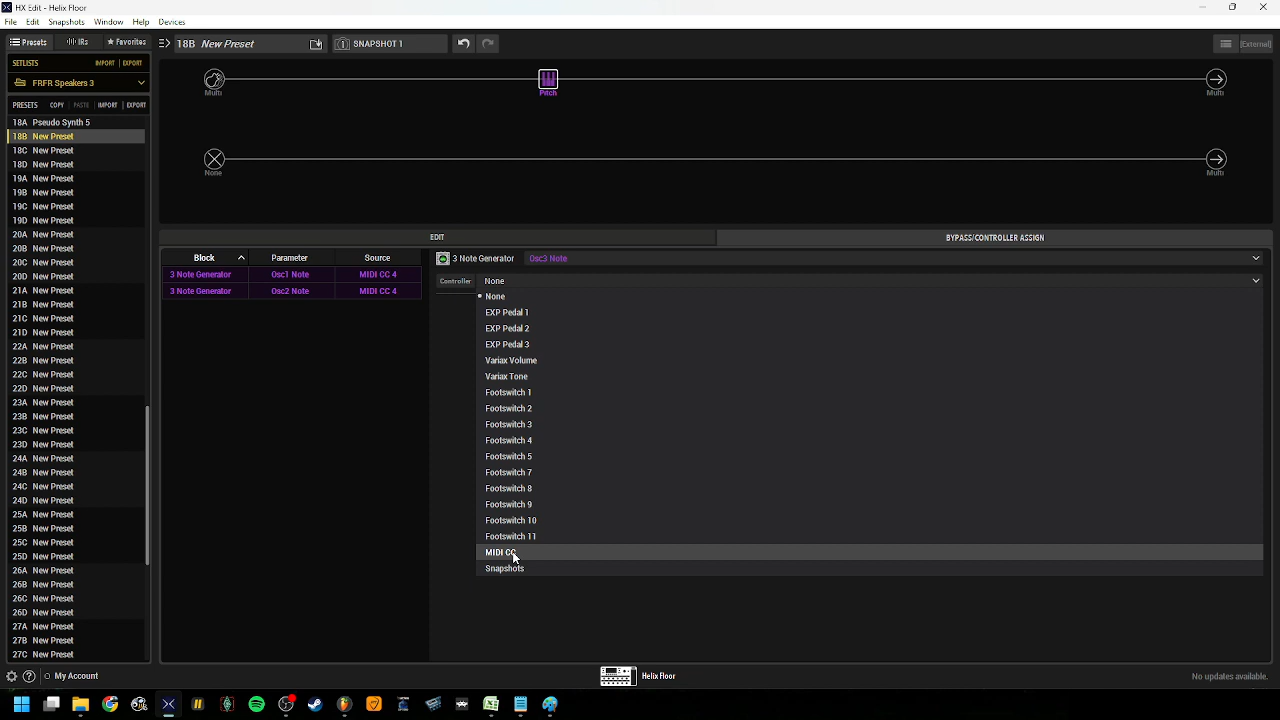 HX Edit - Helix Floor
File Edit Snapshots Window Help Devices
Presets IRs Favorites 18B New Preset 1 SNAPSHOT 1 [External]
SETLISTS IMPORT EXPORT
FRFR Speakers 3
PRESETS COPY PASTE IMPORT EXPORT
18A Pseudo Synth 5
18B New Preset
18C New Preset
18D New Preset
19A New Preset
19B New Preset
19C New Preset
19D New Preset
20A New Preset
20B New Preset
20C New Preset
20D New Preset
21A New Preset
21B New Preset
21C New Preset
21D New Preset
22A New Preset
22B New Preset
22C New Preset
22D New Preset
23A New Preset
23B New Preset
23C New Preset
23D New Preset
24A New Preset
24B New Preset
24C New Preset
24D New Preset
25A New Preset
25B New Preset
25C New Preset
25D New Preset
26A New Preset
26B New Preset
26C New Preset
26D New Preset
27A New Preset
27B New Preset
27C New Preset
Multi Pitch Multi
None Multi
EDIT BYPASS/CONTROLLER ASSIGN
Block Parameter Source
3 Note Generator Osc1 Note MIDI CC 4
3 Note Generator Osc2 Note MIDI CC 4
3 Note Generator Osc3 Note
Controller None
None
EXP Pedal 1
EXP Pedal 2
EXP Pedal 3
Variax Volume
Variax Tone
Footswitch 1
Footswitch 2
Footswitch 3
Footswitch 4
Footswitch 5
Footswitch 7
Footswitch 8
Footswitch 9
Footswitch 10
Footswitch 11
MIDI CC
Snapshots
My Account Helix Floor No updates available.